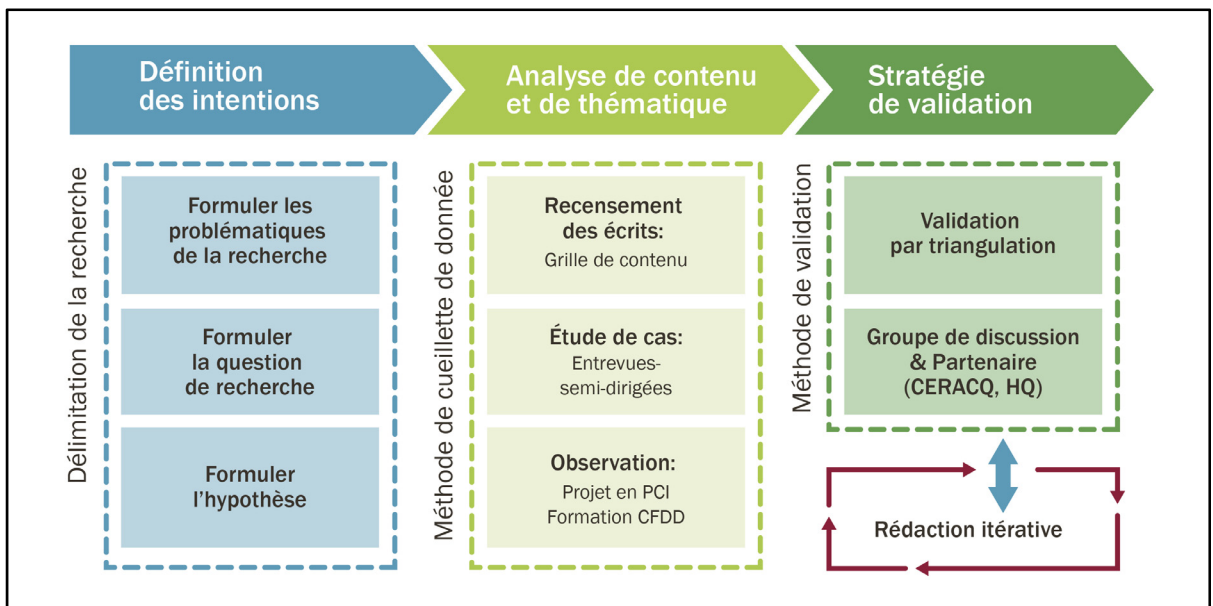 Définition
des intentions
Analyse de contenu
et de thématique
Stratégie
de validation
Délimitation de la recherche
Formuler les
problématiques
de la recherche
Formuler
la question
de recherche
Formuler
l'hypothèse
Méthode de cueillette de donnée
Recensement
des écrits:
Grille de contenu
Étude de cas:
Entrevues-
semi-dirigées
Observation:
Projet en PCI
Formation CFDD
Méthode de validation
Validation
par triangulation
Groupe de discussion
& Partenaire
(CERACQ, HQ)
Rédaction itérative